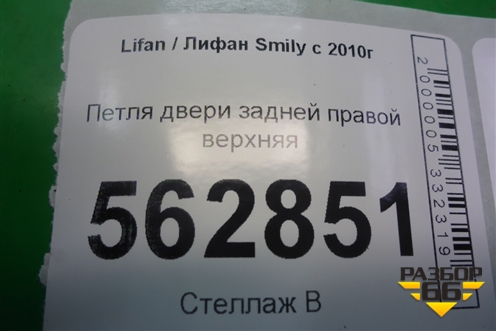 Lifan / Лифан Smily с 2010г
Петля двери задней правой
верхняя
562851
Стеллаж В
2000005332319
РАЗБОР
66